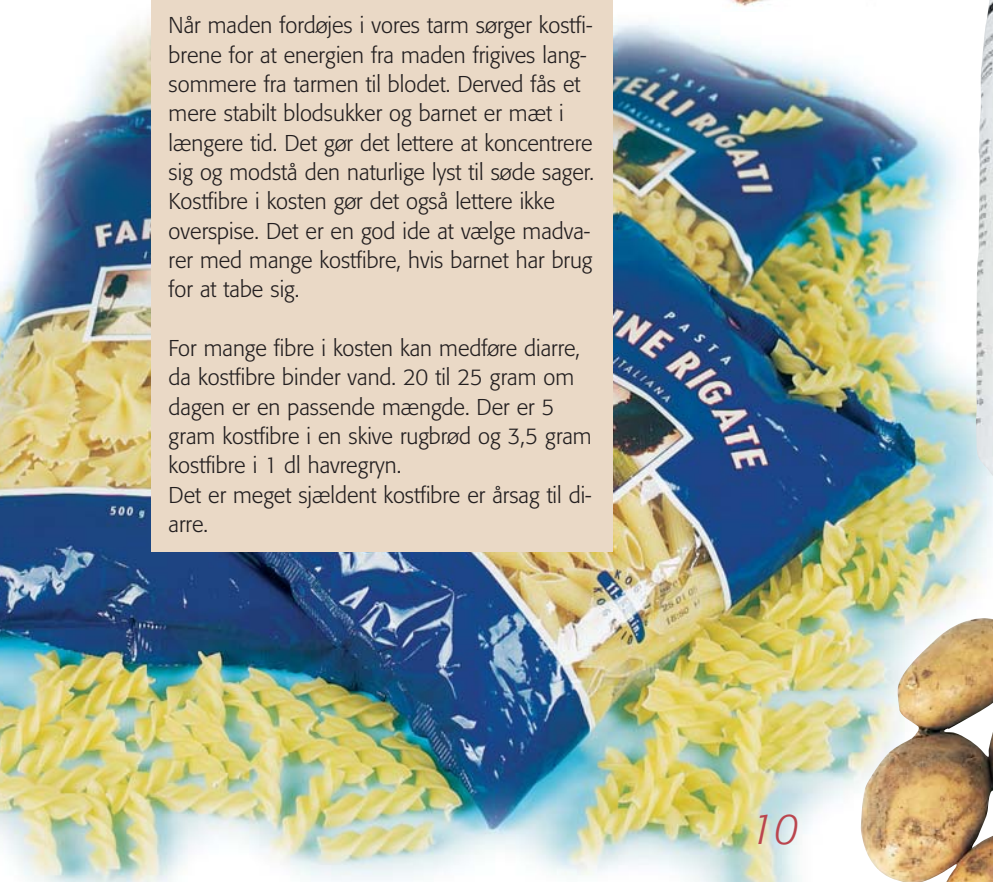 Når maden fordøjes i vores tarm sørger kostfi-
brene for at energien fra maden frigives lang-
sommere fra tarmen til blodet. Derved fås et
mere stabilt blodsukker og barnet er mæt i
længere tid. Det gør det lettere at koncentrere
sig og modstå den naturlige lyst til søde sager.
Kostfibre i kosten gør det også lettere ikke
overspise. Det er en god ide at vælge madva-
rer med mange kostfibre, hvis barnet har brug
for at tabe sig.
For mange fibre i kosten kan medføre diarre,
da kostfibre binder vand. 20 til 25 gram om
dagen er en passende mængde. Der er 5
gram kostfibre i en skive rugbrød og 3,5 gram
kostfibre i 1 dl havregryn.
Det er meget sjældent kostfibre er årsag til di-
arre.
PASTA
TELLI RIGATI
ITALIANA
FAR
PASTA
INE RIGATE
ITALIANA
500 g
10